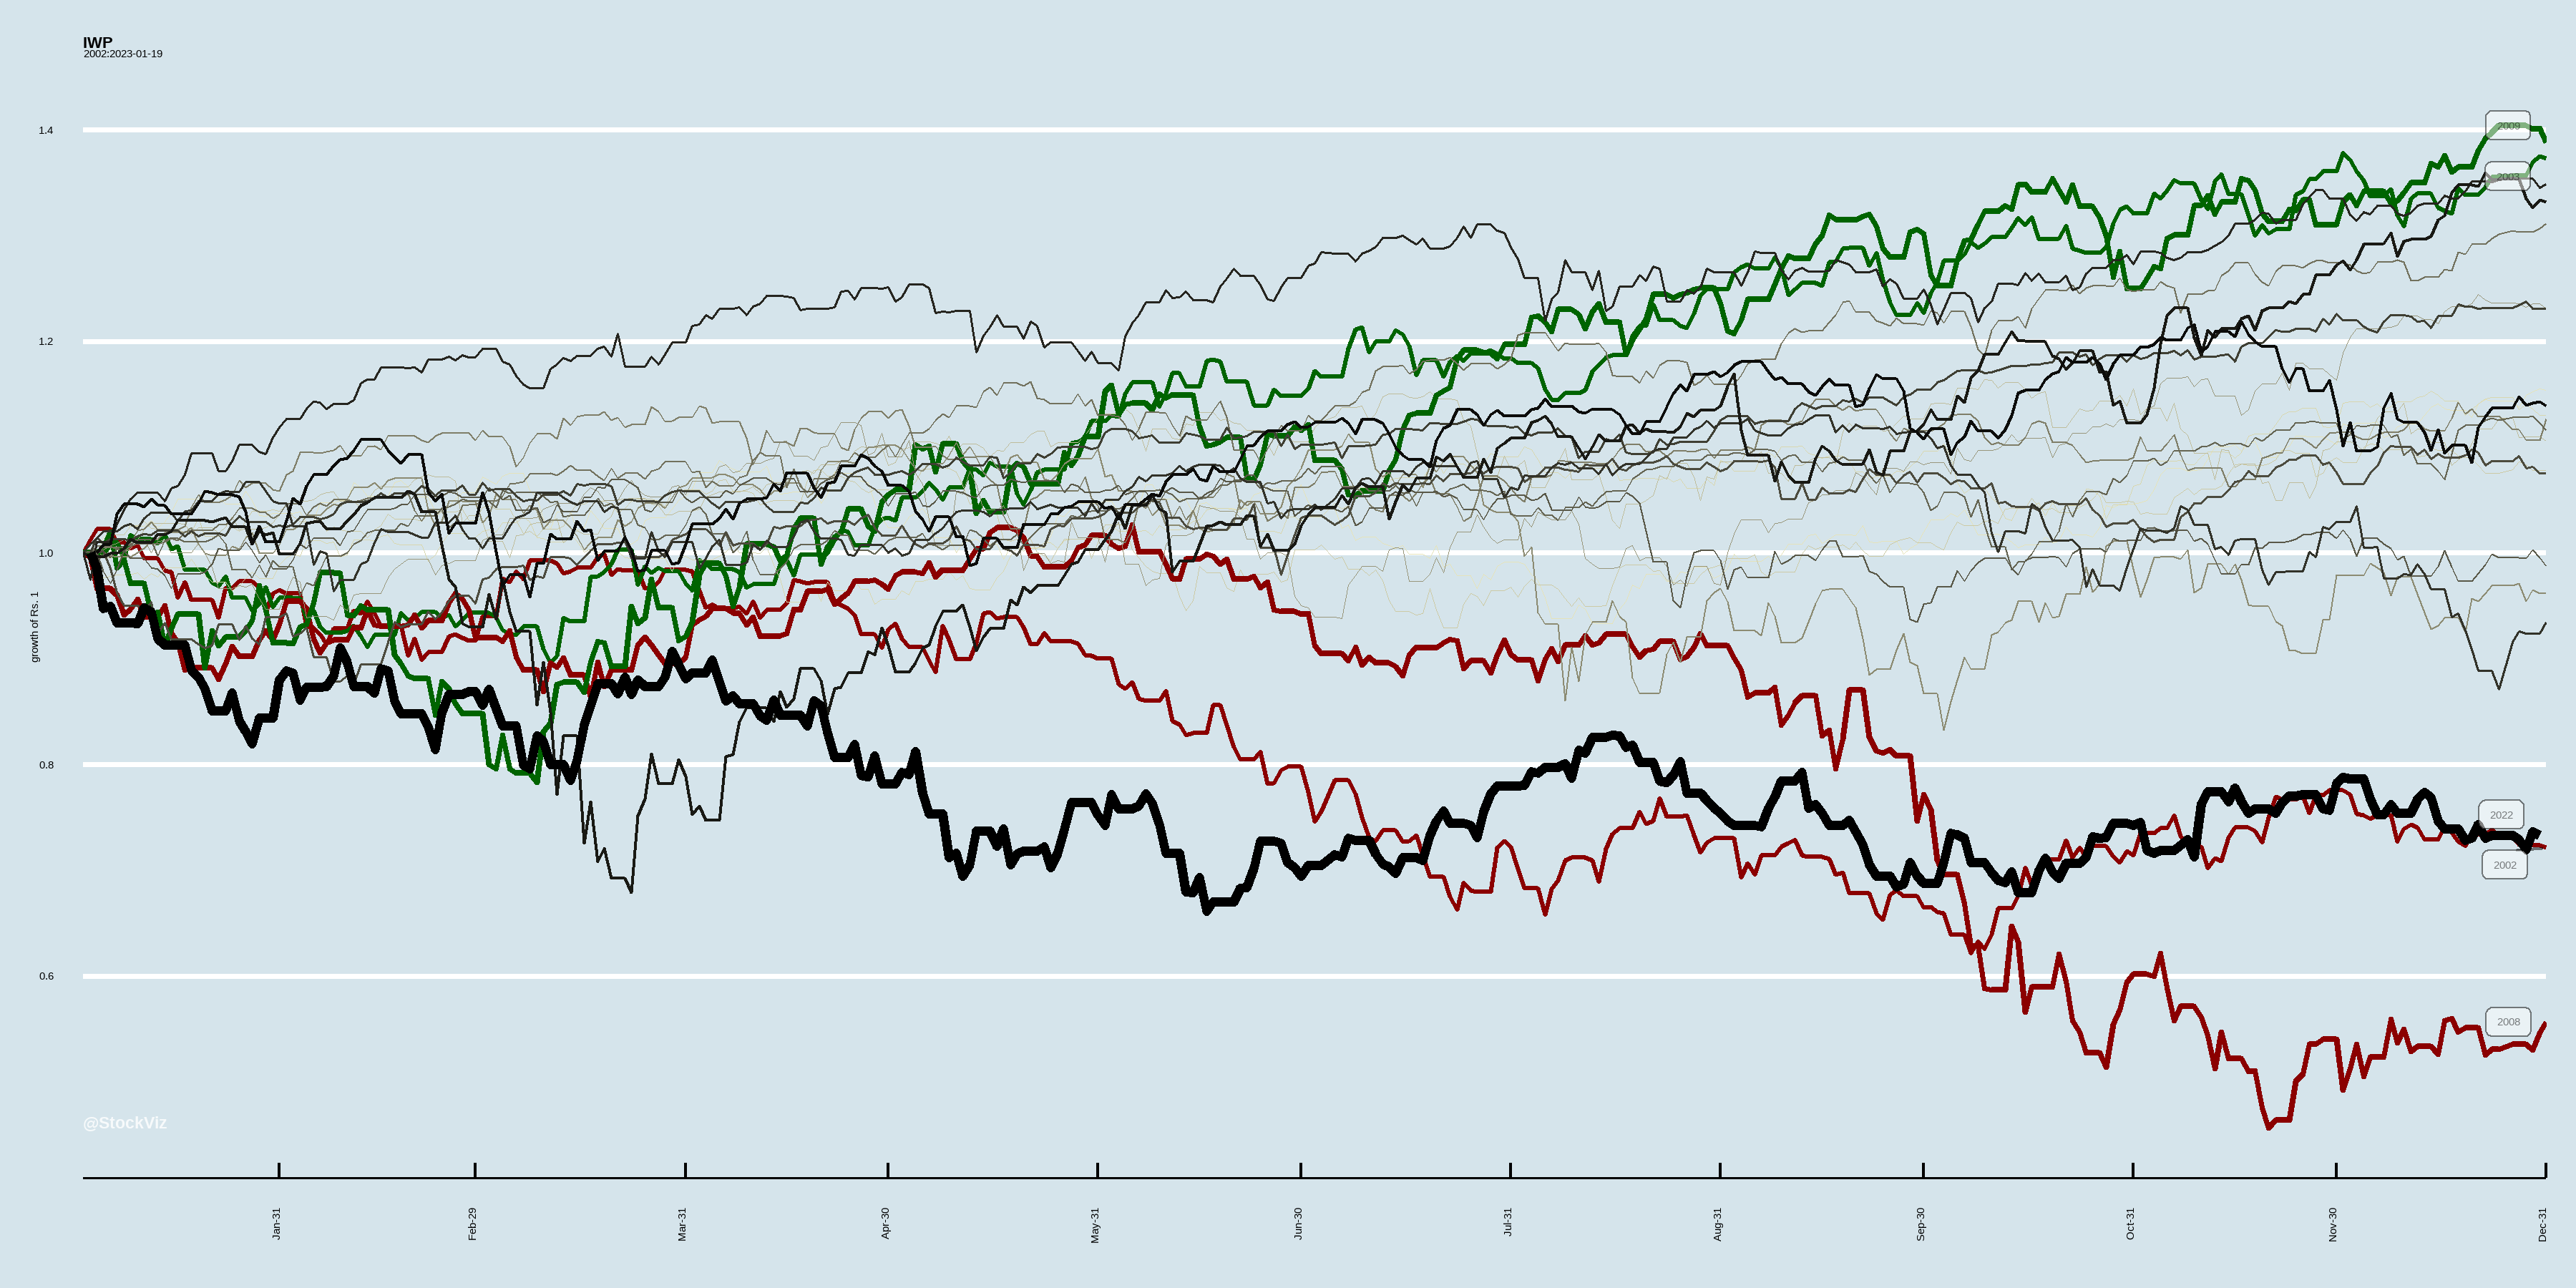 IWP
2002:2023-01-19
1.4
1.2
1.0
0.8
0.6
growth of Rs. 1
2009
2003
2022
2002
2008
@StockViz
Jan-31
Feb-29
Mar-31
Apr-30
May-31
Jun-30
Jul-31
Aug-31
Sep-30
Oct-31
Nov-30
Dec-31